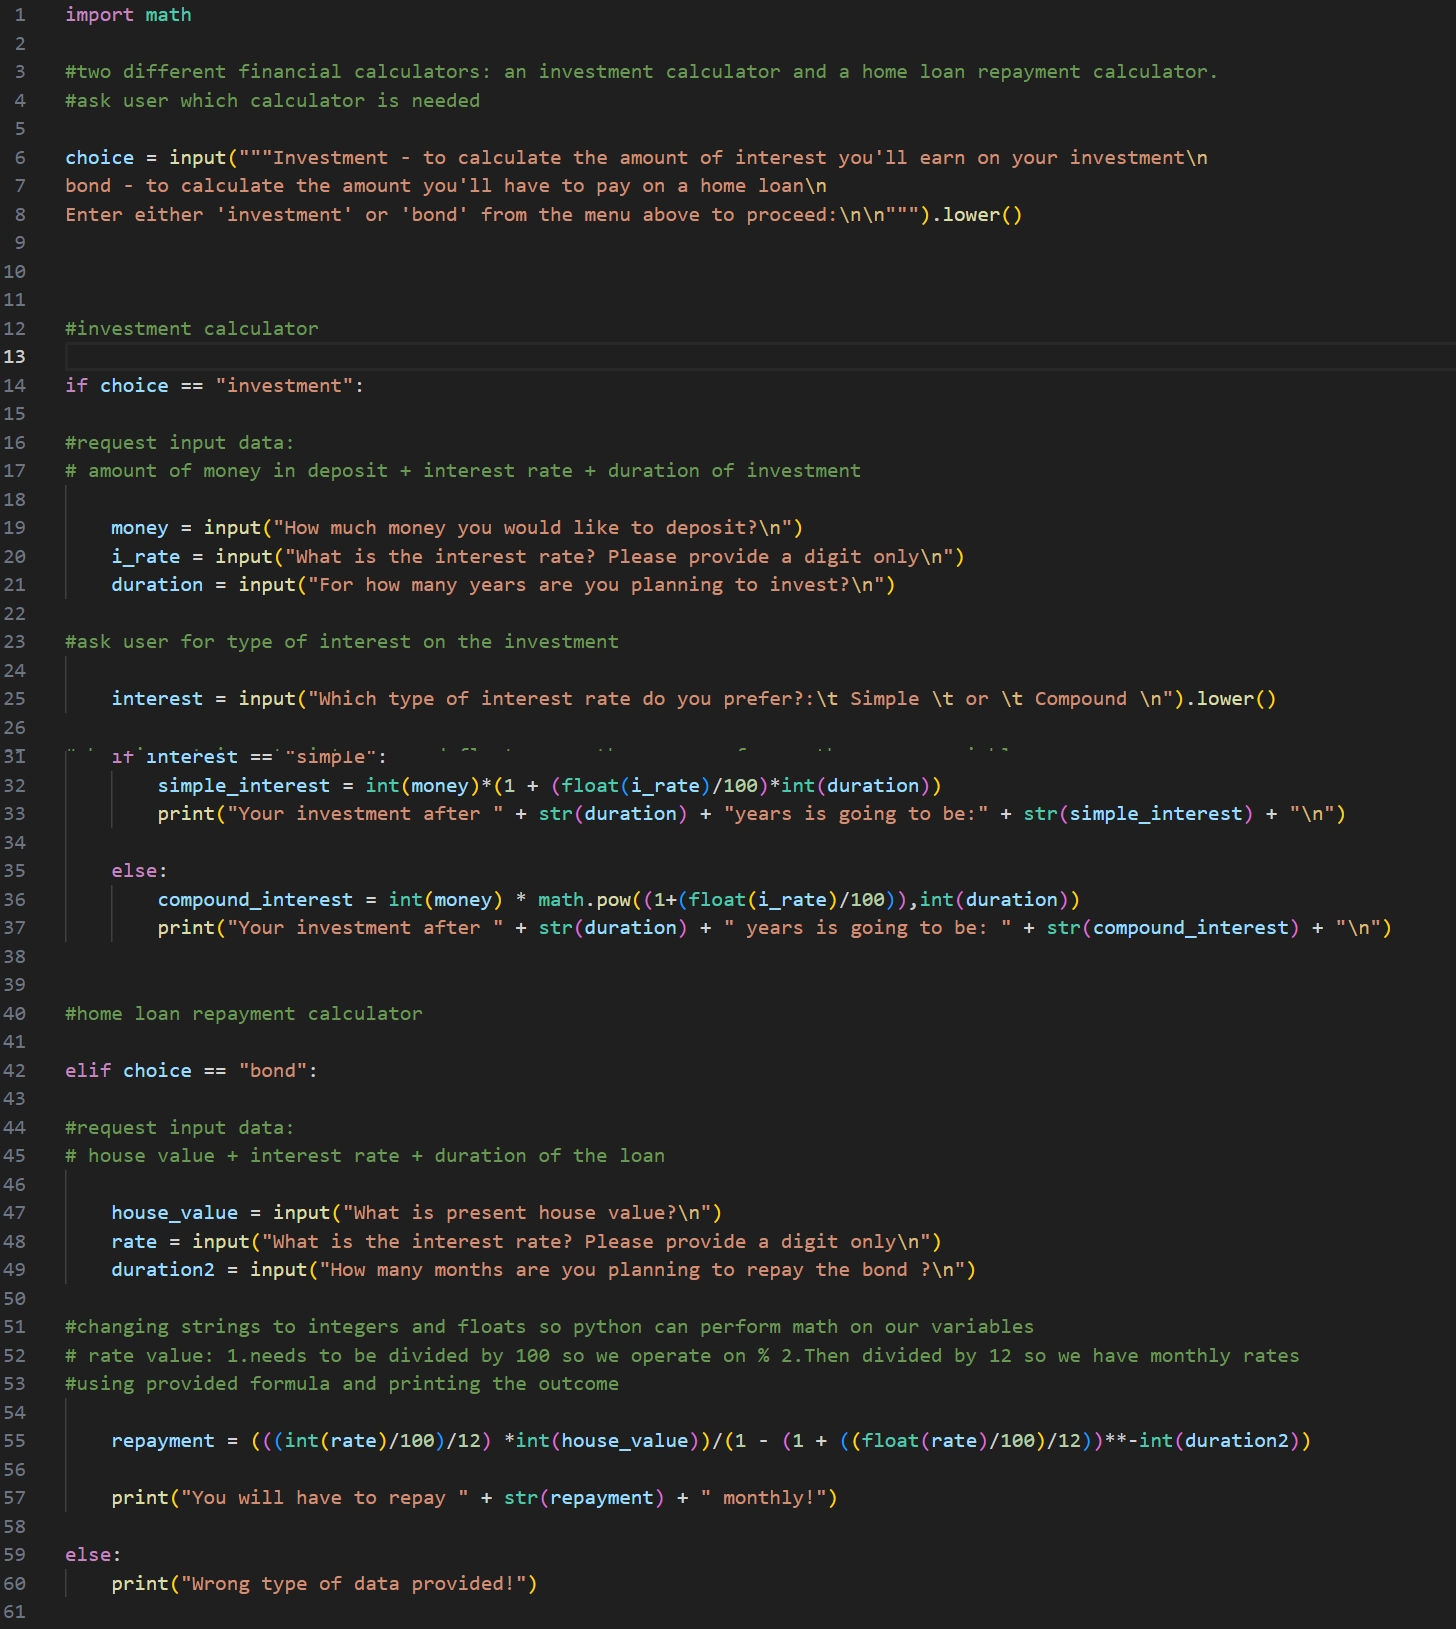 1 import math
2
3 #two different financial calculators: an investment calculator and a home loan repayment calculator.
4 #ask user which calculator is needed
5
6 choice = input("""Investment - to calculate the amount of interest you'll earn on your investment\n
7 bond - to calculate the amount you'll have to pay on a home loan\n
8 Enter either 'investment' or 'bond' from the menu above to proceed:\n\n""").lower()
9
10
11
12 #investment calculator
13
14 if choice == "investment":
15
16 #request input data:
17 # amount of money in deposit + interest rate + duration of investment
18
19     money = input("How much money you would like to deposit?\n")
20     i_rate = input("What is the interest rate? Please provide a digit only\n")
21     duration = input("For how many years are you planning to invest?\n")
22
23 #ask user for type of interest on the investment
24
25     interest = input("Which type of interest rate do you prefer?:\t Simple \t or \t Compound \n").lower()
26
31     if interest == "simple":
32         simple_interest = int(money)*(1 + (float(i_rate)/100)*int(duration))
33         print("Your investment after " + str(duration) + "years is going to be:" + str(simple_interest) + "\n")
34
35     else:
36         compound_interest = int(money) * math.pow((1+(float(i_rate)/100)),int(duration))
37         print("Your investment after " + str(duration) + " years is going to be: " + str(compound_interest) + "\n")
38
39
40 #home loan repayment calculator
41
42 elif choice == "bond":
43
44 #request input data:
45 # house value + interest rate + duration of the loan
46
47     house_value = input("What is present house value?\n")
48     rate = input("What is the interest rate? Please provide a digit only\n")
49     duration2 = input("How many months are you planning to repay the bond ?\n")
50
51 #changing strings to integers and floats so python can perform math on our variables
52 # rate value: 1.needs to be divided by 100 so we operate on % 2.Then divided by 12 so we have monthly rates
53 #using provided formula and printing the outcome
54
55     repayment = (((int(rate)/100)/12) *int(house_value))/(1 - (1 + ((float(rate)/100)/12))**-int(duration2))
56
57     print("You will have to repay " + str(repayment) + " monthly!")
58
59 else:
60     print("Wrong type of data provided!")
61